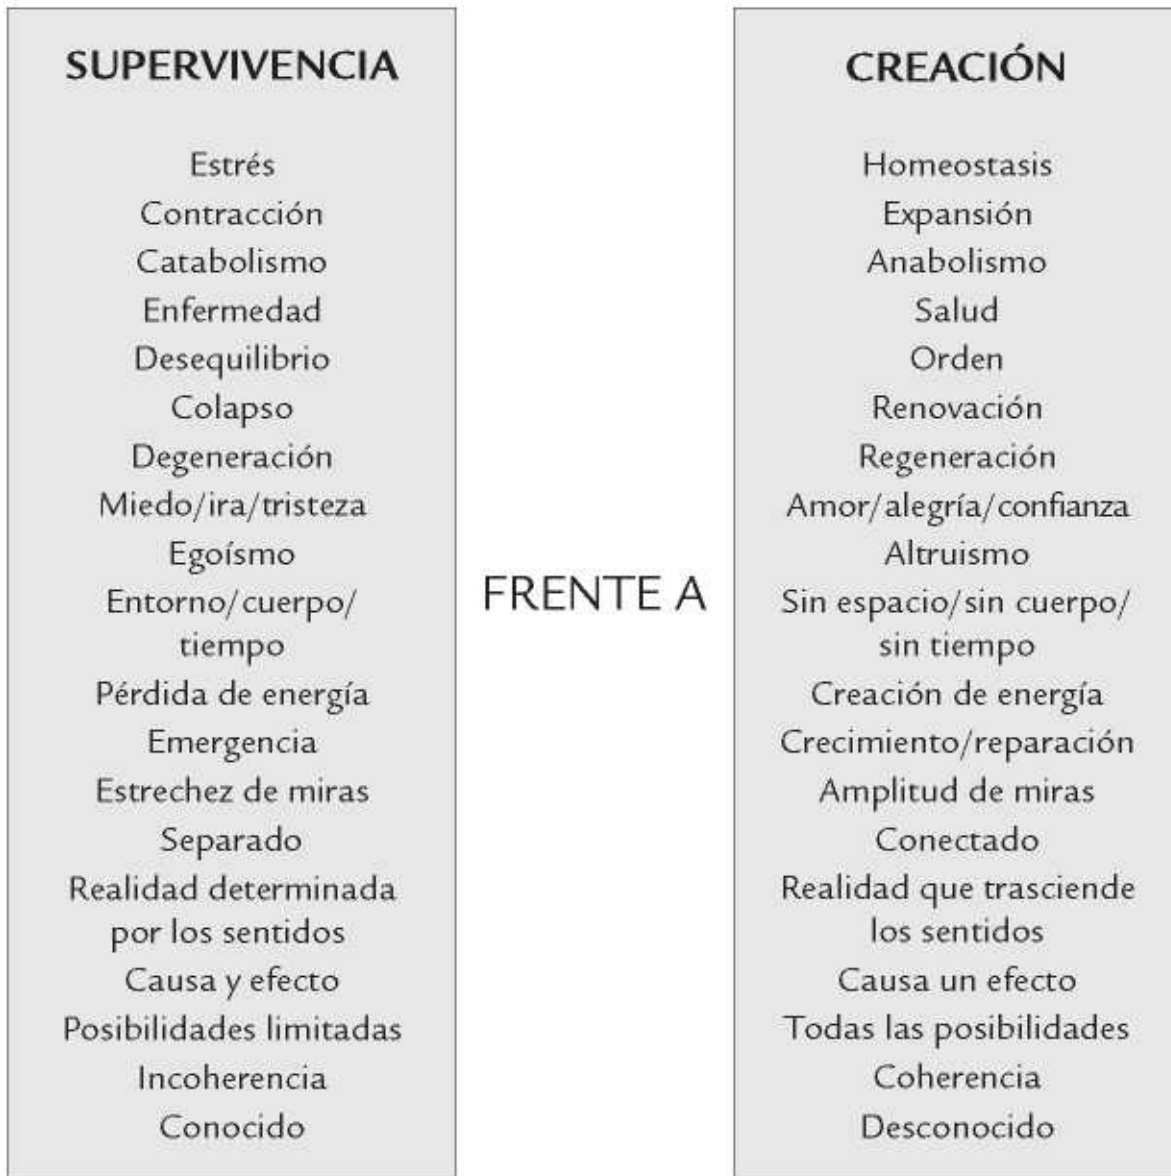 SUPERVIVENCIA
Estrés
Contracción
Catabolismo
Enfermedad
Desequilibrio
Colapso
Degeneración
Miedo/ira/tristeza
Egoísmo
Entorno/cuerpo/
tiempo
Pérdida de energía
Emergencia
Estrechez de miras
Separado
Realidad determinada
por los sentidos
Causa y efecto
Posibilidades limitadas
Incoherencia
Conocido
FRENTE A
CREACIÓN
Homeostasis
Expansión
Anabolismo
Salud
Orden
Renovación
Regeneración
Amor/alegría/confianza
Altruismo
Sin espacio/sin cuerpo/
sin tiempo
Creación de energía
Crecimiento/reparación
Amplitud de miras
Conectado
Realidad que trasciende
los sentidos
Causa un efecto
Todas las posibilidades
Coherencia
Desconocido